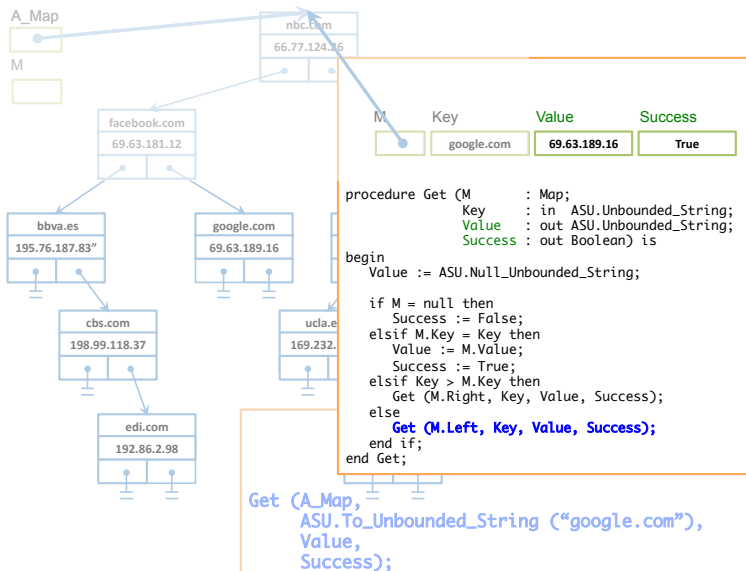 A_Map
M
nbc.com
66.77.124.26
facebook.com
69.63.181.12
bbva.es
195.76.187.83”
google.com
69.63.189.16
cbs.com
198.99.118.37
ucla.e
169.232.
edi.com
192.86.2.98
M Key Value Success
google.com 69.63.189.16 True
procedure Get (M : Map;
Key : in ASU.Unbounded_String;
Value : out ASU.Unbounded_String;
Success : out Boolean) is
begin
Value := ASU.Null_Unbounded_String;
if M = null then
Success := False;
elsif M.Key = Key then
Value := M.Value;
Success := True;
elsif Key > M.Key then
Get (M.Right, Key, Value, Success);
else
Get (M.Left, Key, Value, Success);
end if;
end Get;
Get (A_Map,
ASU.To_Unbounded_String (“google.com”),
Value,
Success);